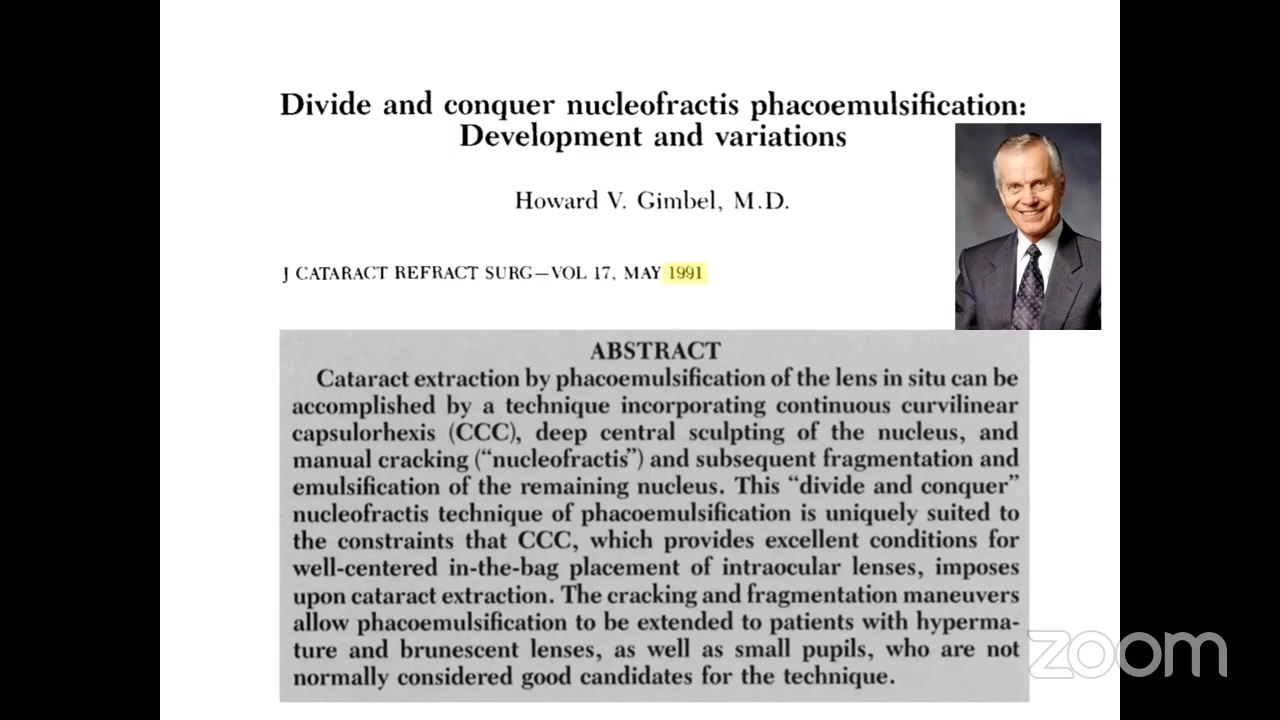 Divide and conquer nucleofractis phacoemulsification:
Development and variations
Howard V. Gimbel, M.D.
J CATARACT REFRACT SURG—VOL 17, MAY 1991
ABSTRACT
Cataract extraction by phacoemulsification of the lens in situ can be
accomplished by a technique incorporating continuous curvilinear
capsulorhexis (CCC), deep central sculpting of the nucleus, and
manual cracking (“nucleofractis”) and subsequent fragmentation and
emulsification of the remaining nucleus. This “divide and conquer”
nucleofractis technique of phacoemulsification is uniquely suited to
the constraints that CCC, which provides excellent conditions for
well-centered in-the-bag placement of intraocular lenses, imposes
upon cataract extraction. The cracking and fragmentation maneuvers
allow phacoemulsification to be extended to patients with hyperma-
ture and brunescent lenses, as well as small pupils, who are not
normally considered good candidates for the technique.
zoom